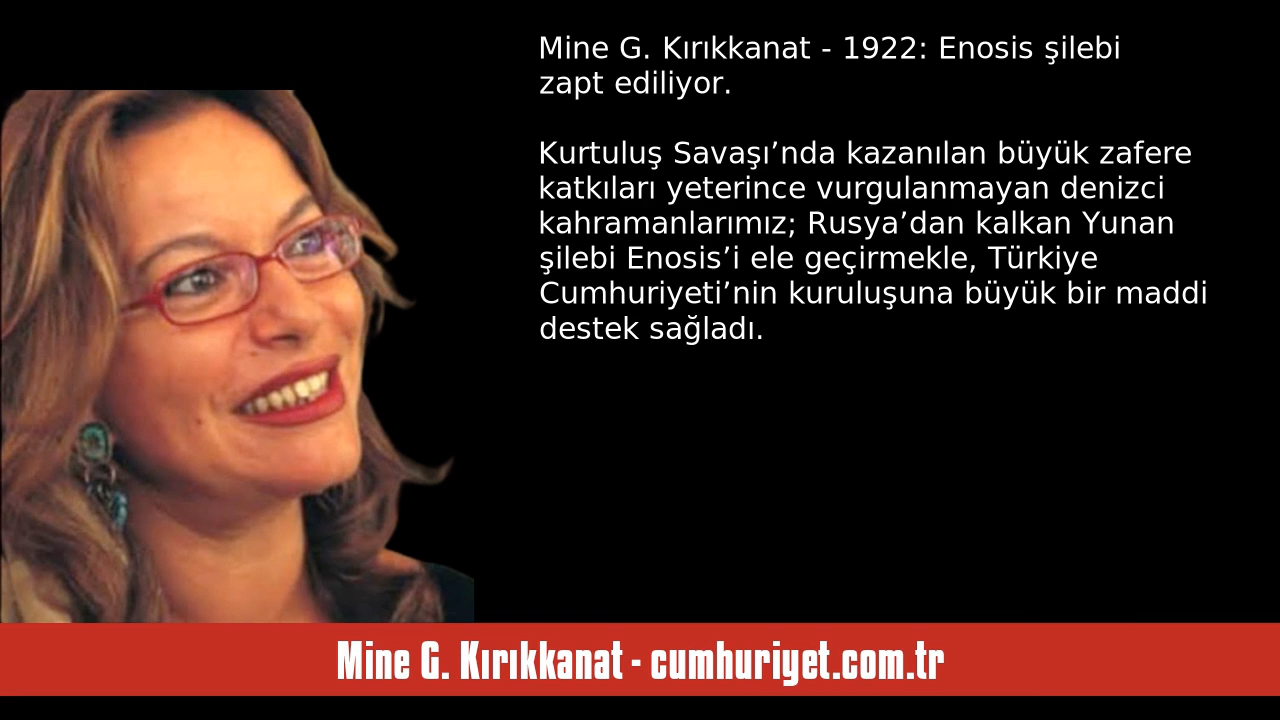 Mine G. Kırıkkanat - 1922: Enosis şilebi
zapt ediliyor.
Kurtuluş Savaşı’nda kazanılan büyük zafere
katkıları yeterince vurgulanmayan denizci
kahramanlarımız; Rusya’dan kalkan Yunan
şilebi Enosis’i ele geçirmekle, Türkiye
Cumhuriyeti’nin kuruluşuna büyük bir maddi
destek sağladı.
Mine G. Kırıkkanat - cumhuriyet.com.tr